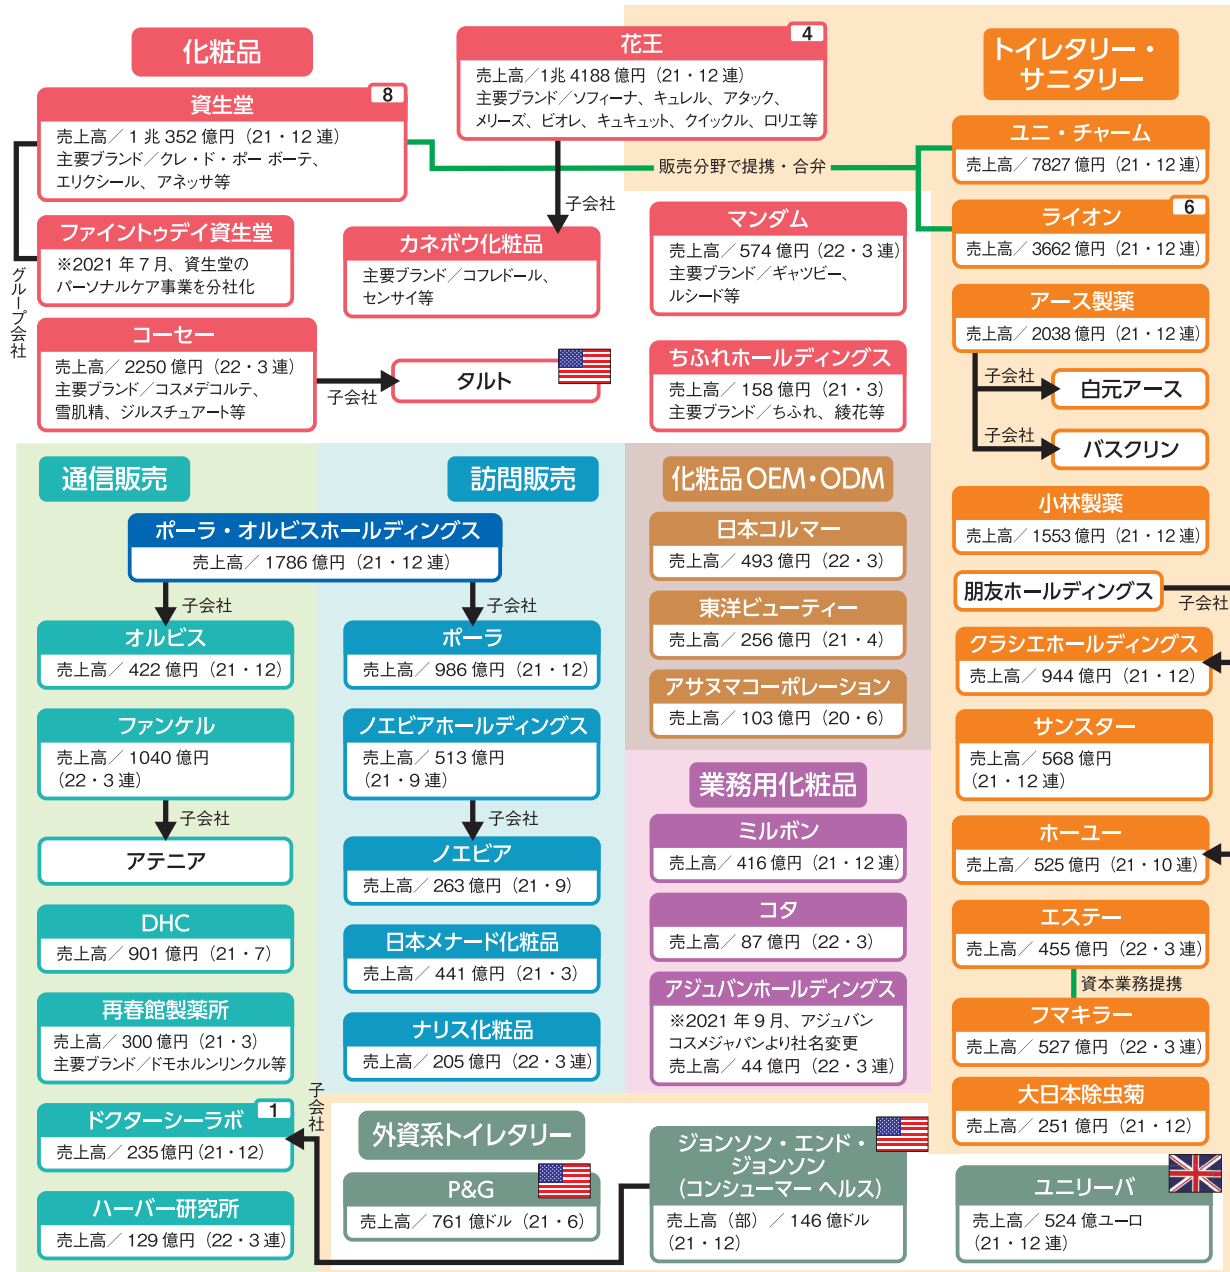 化粧品
資生堂
8
売上高／1兆352億円（21・12連）
主要ブランド／クレ・ド・ポー ボーテ、
エリクシール、アネッサ等
ファイントゥデイ資生堂
※2021年7月、資生堂の
パーソナルケア事業を分社化
グループ会社
コーセー
売上高／2250億円（22・3連）
主要ブランド／コスメデコルテ、
雪肌精、ジルスチュアート等
子会社
タルト
花王
4
売上高／1兆4188億円（21・12連）
主要ブランド／ソフィーナ、キュレル、アタック、
メリーズ、ビオレ、キュキュット、クイックル、ロリエ等
子会社
カネボウ化粧品
主要ブランド／コフレドール、
センサイ等
販売分野で提携・合弁
マンダム
売上高／574億円（22・3連）
主要ブランド／ギャツビー、
ルシード等
ちふれホールディングス
売上高／158億円（21・3）
主要ブランド／ちふれ、綾花等
トイレタリー・
サニタリー
ユニ・チャーム
売上高／7827億円（21・12連）
ライオン
6
売上高／3662億円（21・12連）
アース製薬
売上高／2038億円（21・12連）
子会社
白元アース
子会社
バスクリン
小林製薬
売上高／1553億円（21・12連）
朋友ホールディングス
子会社
クラシエホールディングス
売上高／944億円（21・12）
サンスター
売上高／568億円
（21・12連）
ホーユー
売上高／525億円（21・10連）
エステー
売上高／455億円（22・3連）
資本業務提携
フマキラー
売上高／527億円（22・3連）
大日本除虫菊
売上高／251億円（21・12）
通信販売
訪問販売
ポーラ・オルビスホールディングス
売上高／1786億円（21・12連）
子会社
子会社
オルビス
売上高／422億円（21・12）
ファンケル
売上高／1040億円
（22・3連）
子会社
アテニア
DHC
売上高／901億円（21・7）
再春館製薬所
売上高／300億円（21・3）
主要ブランド／ドモホルンリンクル等
ドクターシーラボ
1
売上高／235億円（21・12）
子会社
ハーバー研究所
売上高／129億円（22・3連）
ポーラ
売上高／986億円（21・12）
ノエビアホールディングス
売上高／513億円
（21・9連）
子会社
ノエビア
売上高／263億円（21・9）
日本メナード化粧品
売上高／441億円（21・3）
ナリス化粧品
売上高／205億円（22・3連）
化粧品OEM・ODM
日本コルマー
売上高／493億円（22・3）
東洋ビューティー
売上高／256億円（21・4）
アサヌマコーポレーション
売上高／103億円（20・6）
業務用化粧品
ミルボン
売上高／416億円（21・12連）
コタ
売上高／87億円（22・3）
アジュバンホールディングス
※2021年9月、アジュバン
コスメジャパンより社名変更
売上高／44億円（22・3連）
外資系トイレタリー
P&G
売上高／761億ドル（21・6）
ジョンソン・エンド・
ジョンソン
（コンシューマー ヘルス）
売上高（部）／146億ドル
（21・12）
ユニリーバ
売上高／524億ユーロ
（21・12連）